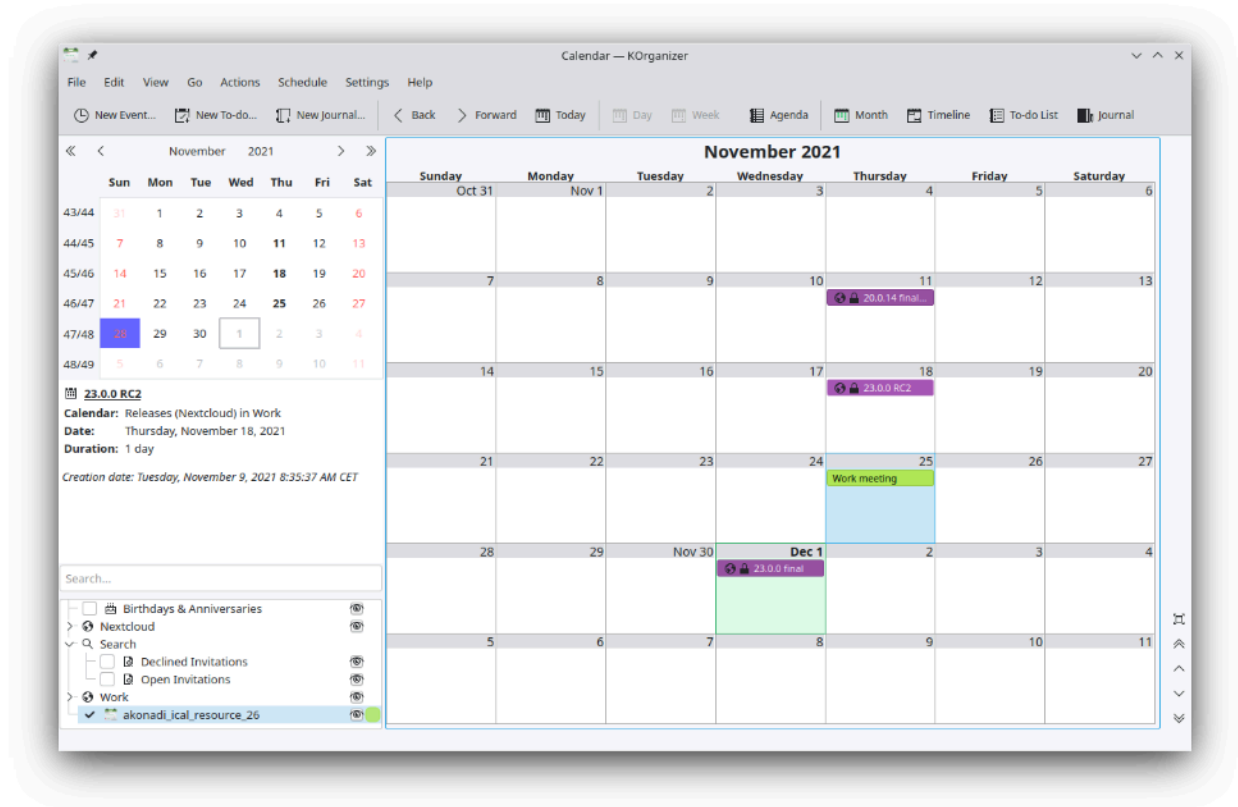 Calendar — KOrganizer
File Edit View Go Actions Schedule Settings Help
New Event... New To-do... New Journal... Back Forward Today Day Week Agenda Month Timeline To-do List Journal
November 2021
Sun Mon Tue Wed Thu Fri Sat
43/44 31 1 2 3 4 5 6
44/45 7 8 9 10 11 12 13
45/46 14 15 16 17 18 19 20
46/47 21 22 23 24 25 26 27
47/48 28 29 30 1 2 3 4
48/49 5 6 7 8 9 10 11
23.0.0 RC2
Calendar: Releases (Nextcloud) in Work
Date: Thursday, November 18, 2021
Duration: 1 day
Creation date: Tuesday, November 9, 2021 8:35:37 AM CET
Search...
Birthdays & Anniversaries
Nextcloud
Search
Declined Invitations
Open Invitations
Work
akonadi_ical_resource_26
November 2021
Sunday Monday Tuesday Wednesday Thursday Friday Saturday
Oct 31 Nov 1 2 3 4 5 6
7 8 9 10 11 12 13
20.0.14 final...
14 15 16 17 18 19 20
23.0.0 RC2
21 22 23 24 25 26 27
Work meeting
28 29 Nov 30 Dec 1 2 3 4
23.0.0 final
5 6 7 8 9 10 11